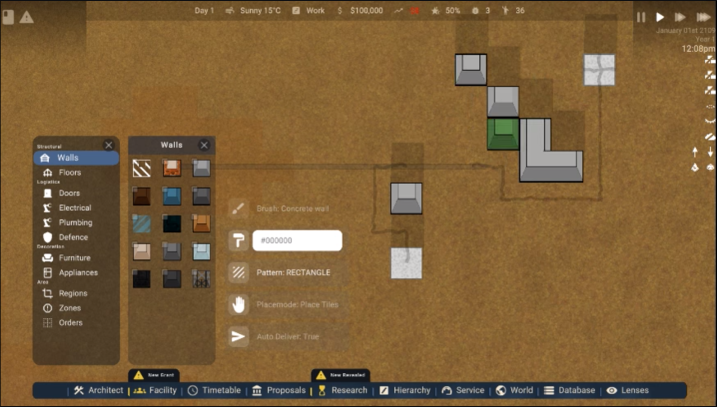 Day 1 Sunny 15°C Work $ $100,000 50% 3 36
January 01st 2109
Year 1
12:08pm
Structural
Walls
Floors
Logistics
Doors
Electrical
Plumbing
Defence
Decoration
Furniture
Appliances
Area
Regions
Zones
Orders
Walls
Brush: Concrete wall
#000000
Pattern: RECTANGLE
Placemode: Place Tiles
Auto Deliver: True
New Grant
New Revealed
Architect | Facility | Timetable | Proposals | Research | Hierarchy | Service | World | Database | Lenses